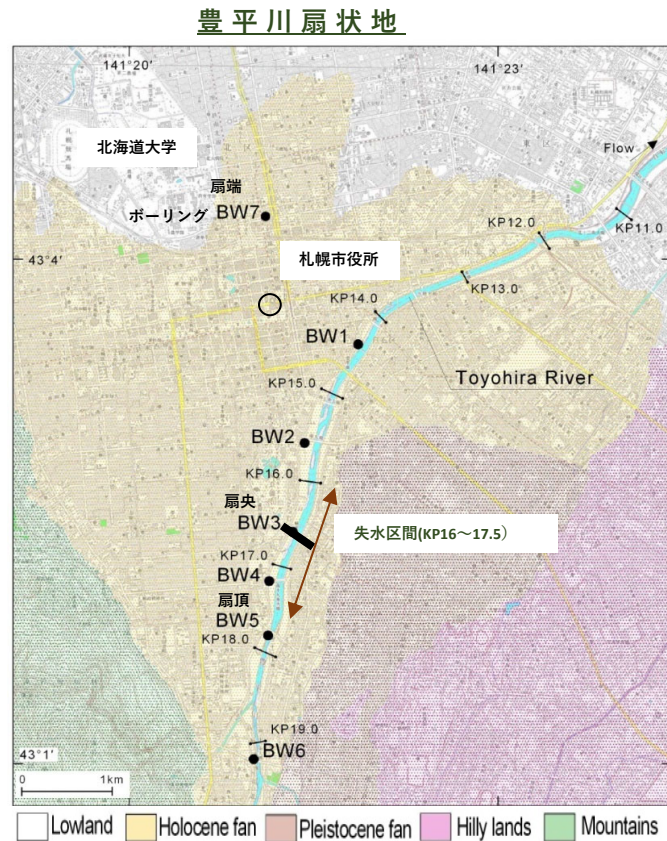 豊平川扇状地
141°20
141°23
北海道大学
Flow
扇端
ボーリング BW7
KP12.0
KP11.0
43°4
札幌市役所
KP13.0
KP14.0
BW1
Toyohira River
KP15.0
BW2
KP16.0
扇央
BW3
失水区間(KP16～17.5）
KP17.0
BW4
扇頂
BW5
KP18.0
KP19.0
43°1'
BW6
0 1km
Lowland Holocene fan Pleistocene fan Hilly lands Mountains